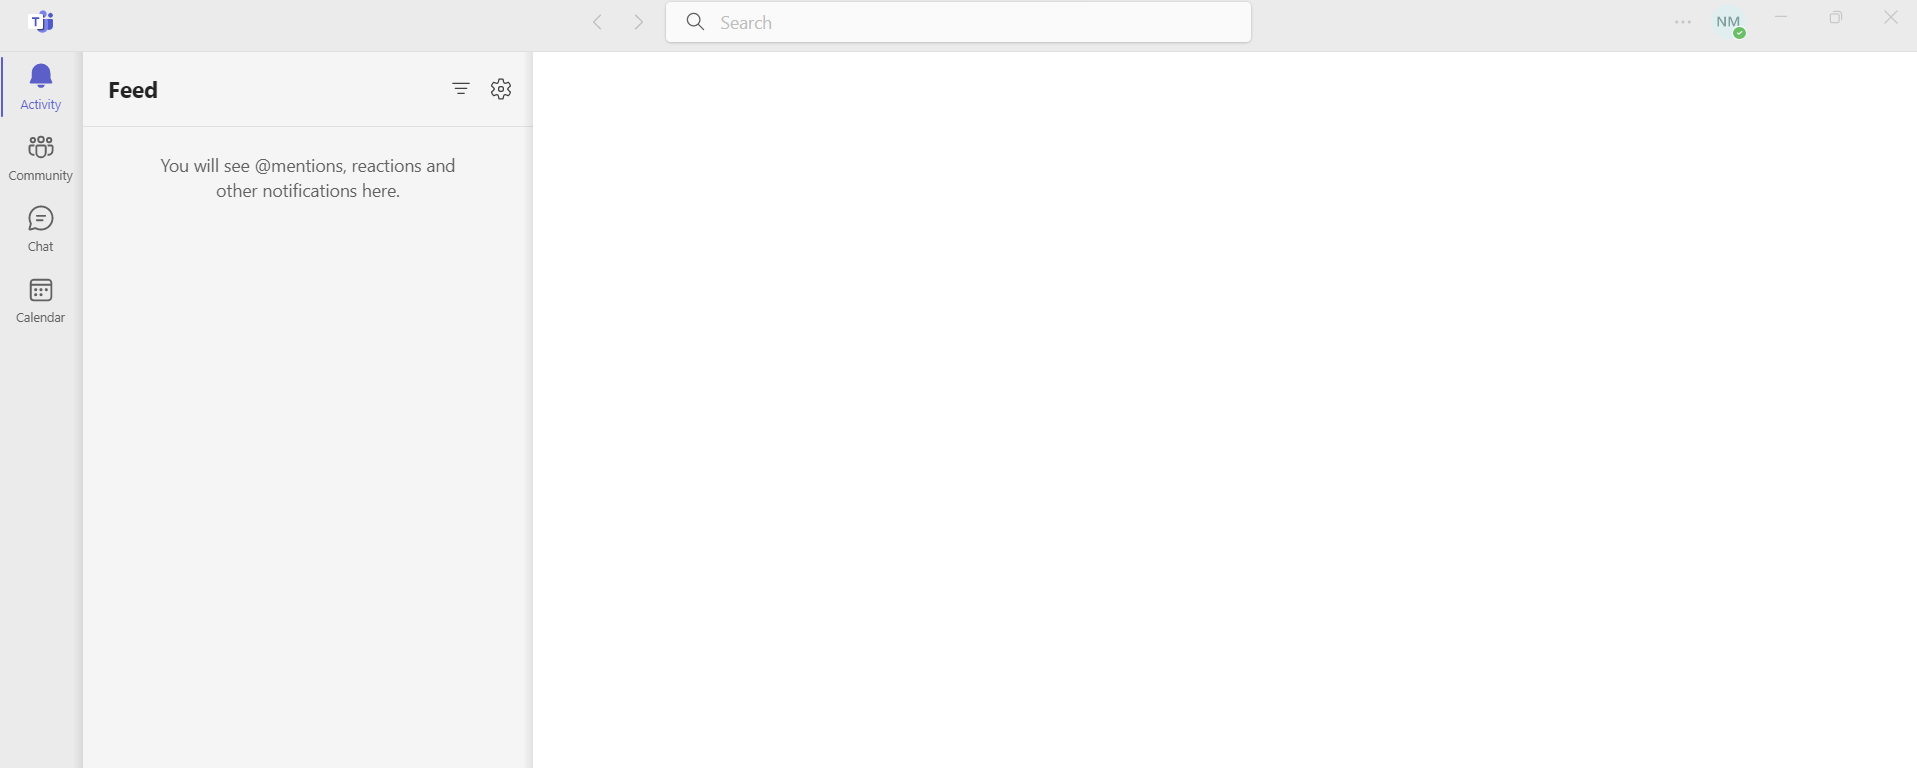 T
Search
NM
Activity
Community
Chat
Calendar
Feed
You will see @mentions, reactions and
other notifications here.